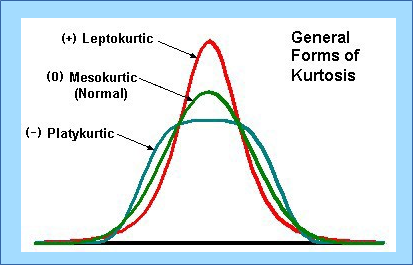 (+) Leptokurtic
General
Forms of
Kurtosis
(0) Mesokurtic
(Normal)
(-) Platykurtic